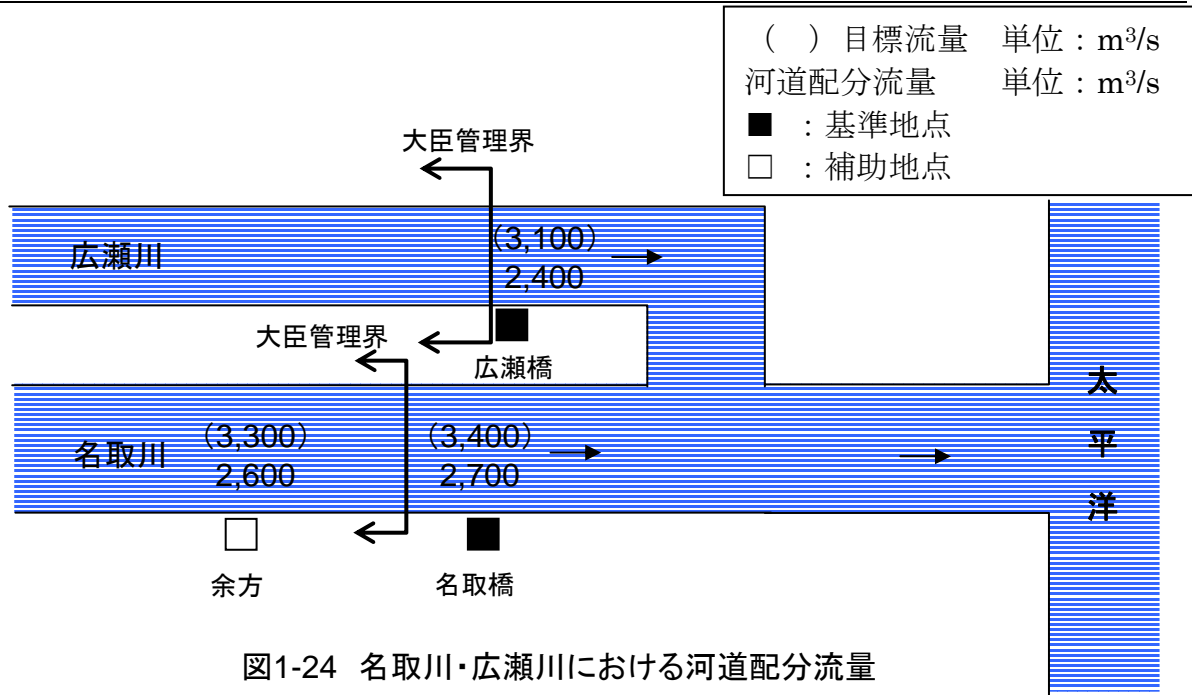 （　）目標流量　単位：m3/s
河道配分流量　　単位：m3/s
■ ：基準地点
□ ：補助地点
大臣管理界
広瀬川
（3,100）
2,400
大臣管理界
広瀬橋
名取川
（3,300）
2,600
（3,400）
2,700
太平洋
余方
名取橋
図1-24 名取川・広瀬川における河道配分流量